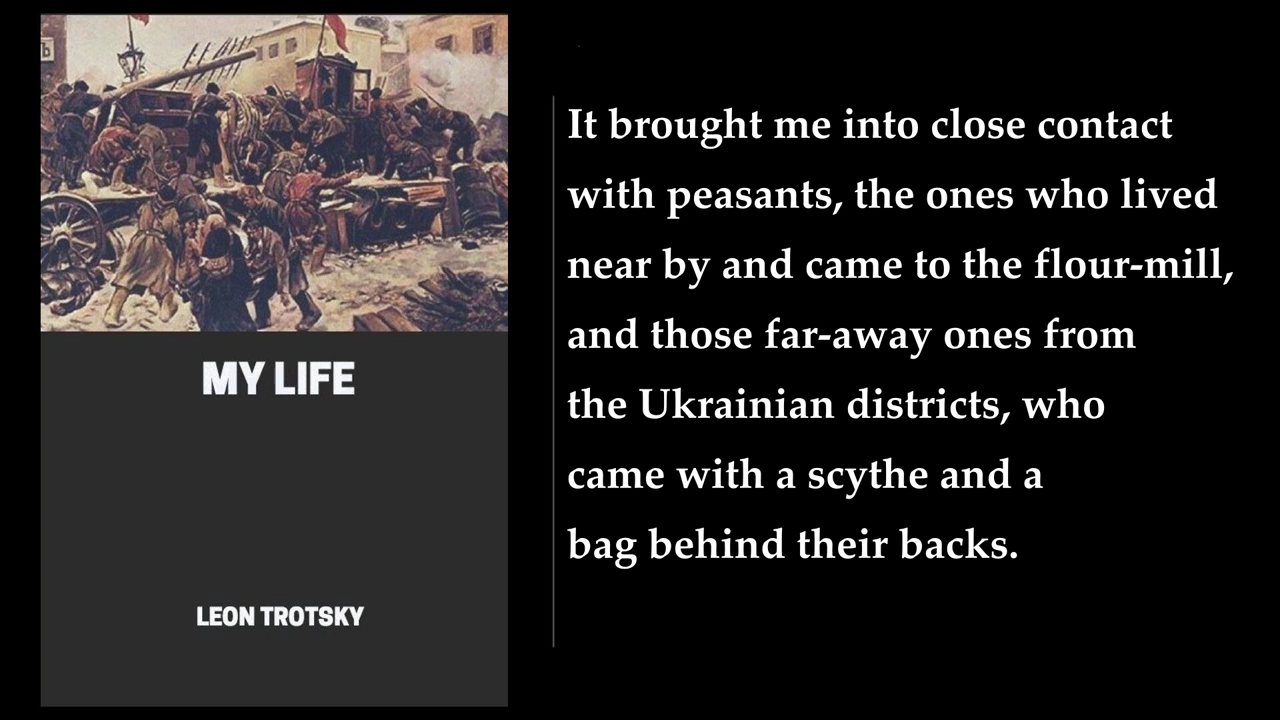 MY LIFE
LEON TROTSKY
It brought me into close contact
with peasants, the ones who lived
near by and came to the flour-mill,
and those far-away ones from
the Ukrainian districts, who
came with a scythe and a
bag behind their backs.